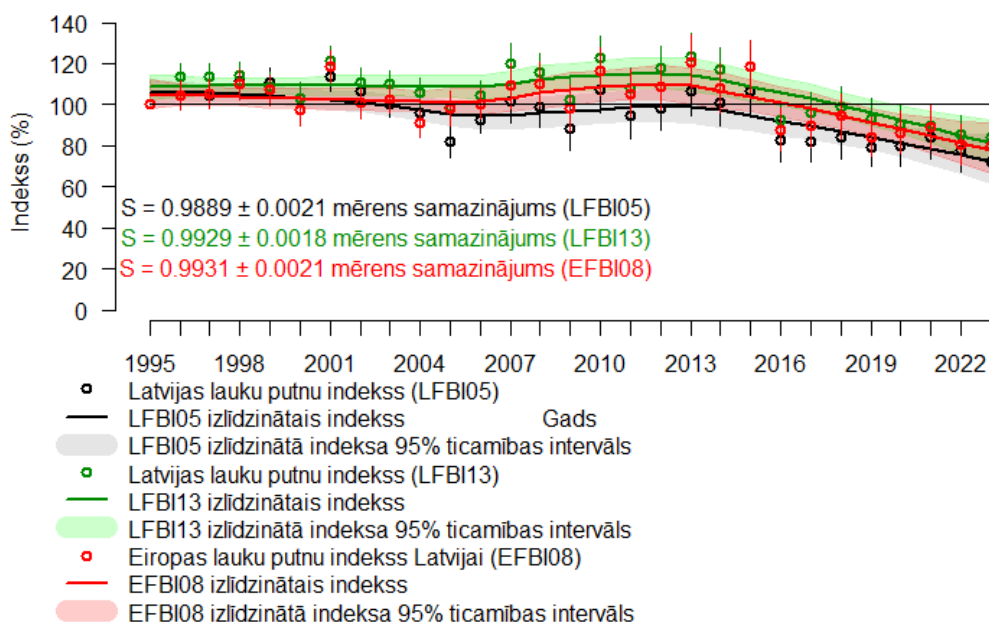 140
120
100
80
60
40
20
0
Indekss (%)
S = 0.9889 ± 0.0021 mērens samazinājums (LFBI05)
S = 0.9929 ± 0.0018 mērens samazinājums (LFBI13)
S = 0.9931 ± 0.0021 mērens samazinājums (EFBI08)
1995 1998 2001 2004 2007 2010 2013 2016 2019 2022
Latvijas lauku putnu indekss (LFBI05)
LFBI05 izlīdzinātais indekss
Gads
LFBI05 izlīdzinātā indeksa 95% ticamības intervāls
Latvijas lauku putnu indekss (LFBI13)
LFBI13 izlīdzinātais indekss
LFBI13 izlīdzinātā indeksa 95% ticamības intervāls
Eiropas lauku putnu indekss Latvijai (EFBI08)
EFBI08 izlīdzinātais indekss
EFBI08 izlīdzinātā indeksa 95% ticamības intervāls